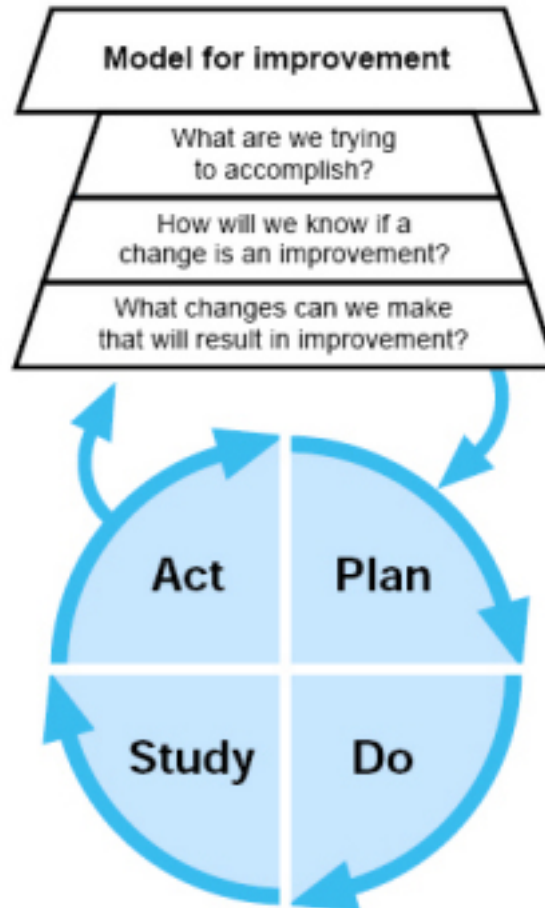 Model for improvement
What are we trying
to accomplish?
How will we know if a
change is an improvement?
What changes can we make
that will result in improvement?
Act
Plan
Study
Do